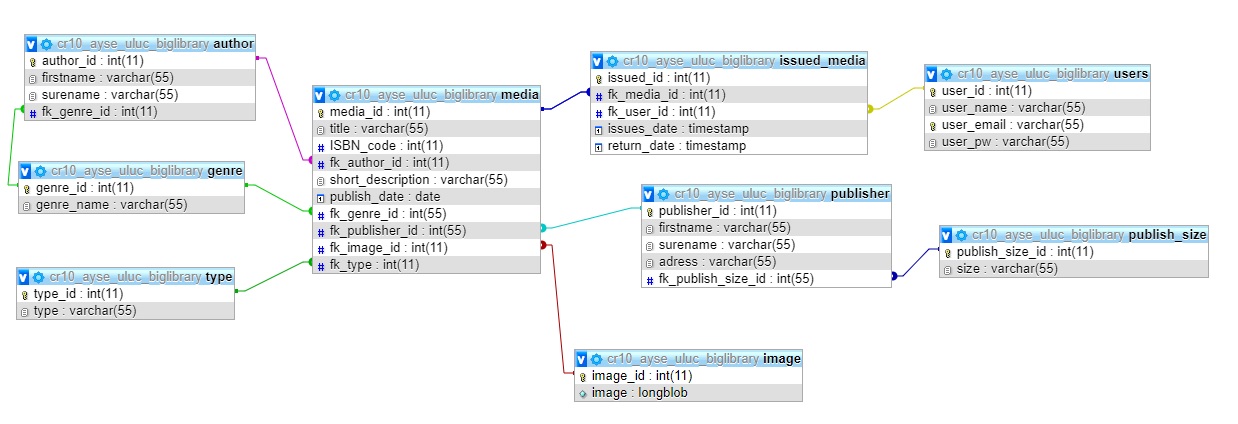 cr10_ayse_uluc_biglibrary author
author_id : int(11)
firstname : varchar(55)
surename : varchar(55)
fk_genre_id : int(11)
cr10_ayse_uluc_biglibrary genre
genre_id : int(11)
genre_name : varchar(55)
cr10_ayse_uluc_biglibrary type
type_id : int(11)
type : varchar(55)
cr10_ayse_uluc_biglibrary media
media_id : int(11)
title : varchar(55)
ISBN_code : int(11)
fk_author_id : int(11)
short_description : varchar(55)
publish_date : date
fk_genre_id : int(55)
fk_publisher_id : int(55)
fk_image_id : int(11)
fk_type : int(11)
cr10_ayse_uluc_biglibrary issued_media
issued_id : int(11)
fk_media_id : int(11)
fk_user_id : int(11)
issues_date : timestamp
return_date : timestamp
cr10_ayse_uluc_biglibrary users
user_id : int(11)
user_name : varchar(55)
user_email : varchar(55)
user_pw : varchar(55)
cr10_ayse_uluc_biglibrary publisher
publisher_id : int(11)
firstname : varchar(55)
surename : varchar(55)
adress : varchar(55)
fk_publish_size_id : int(55)
cr10_ayse_uluc_biglibrary publish_size
publish_size_id : int(11)
size : varchar(55)
cr10_ayse_uluc_biglibrary image
image_id : int(11)
image : longblob